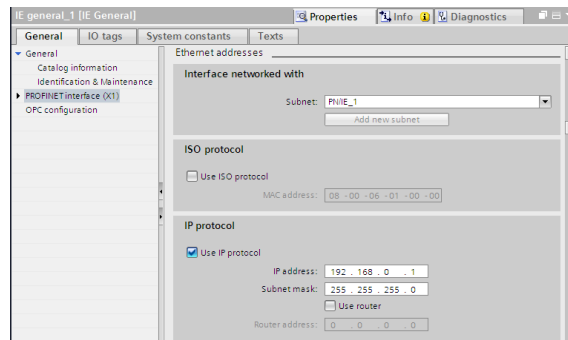 IE general_1 [IE General]
Properties Info Diagnostics
General IO tags System constants Texts
General
Catalog information
Identification & Maintenance
PROFINET interface (X1)
OPC configuration
Ethernet addresses
Interface networked with
Subnet: PN/IE_1
Add new subnet
ISO protocol
Use ISO protocol
MAC address: 08 -00 -06 -01 -00 -00
IP protocol
Use IP protocol
IP address: 192 . 168 . 0 . 1
Subnet mask: 255 . 255 . 255 . 0
Use router
Router address: 0 . 0 . 0 . 0